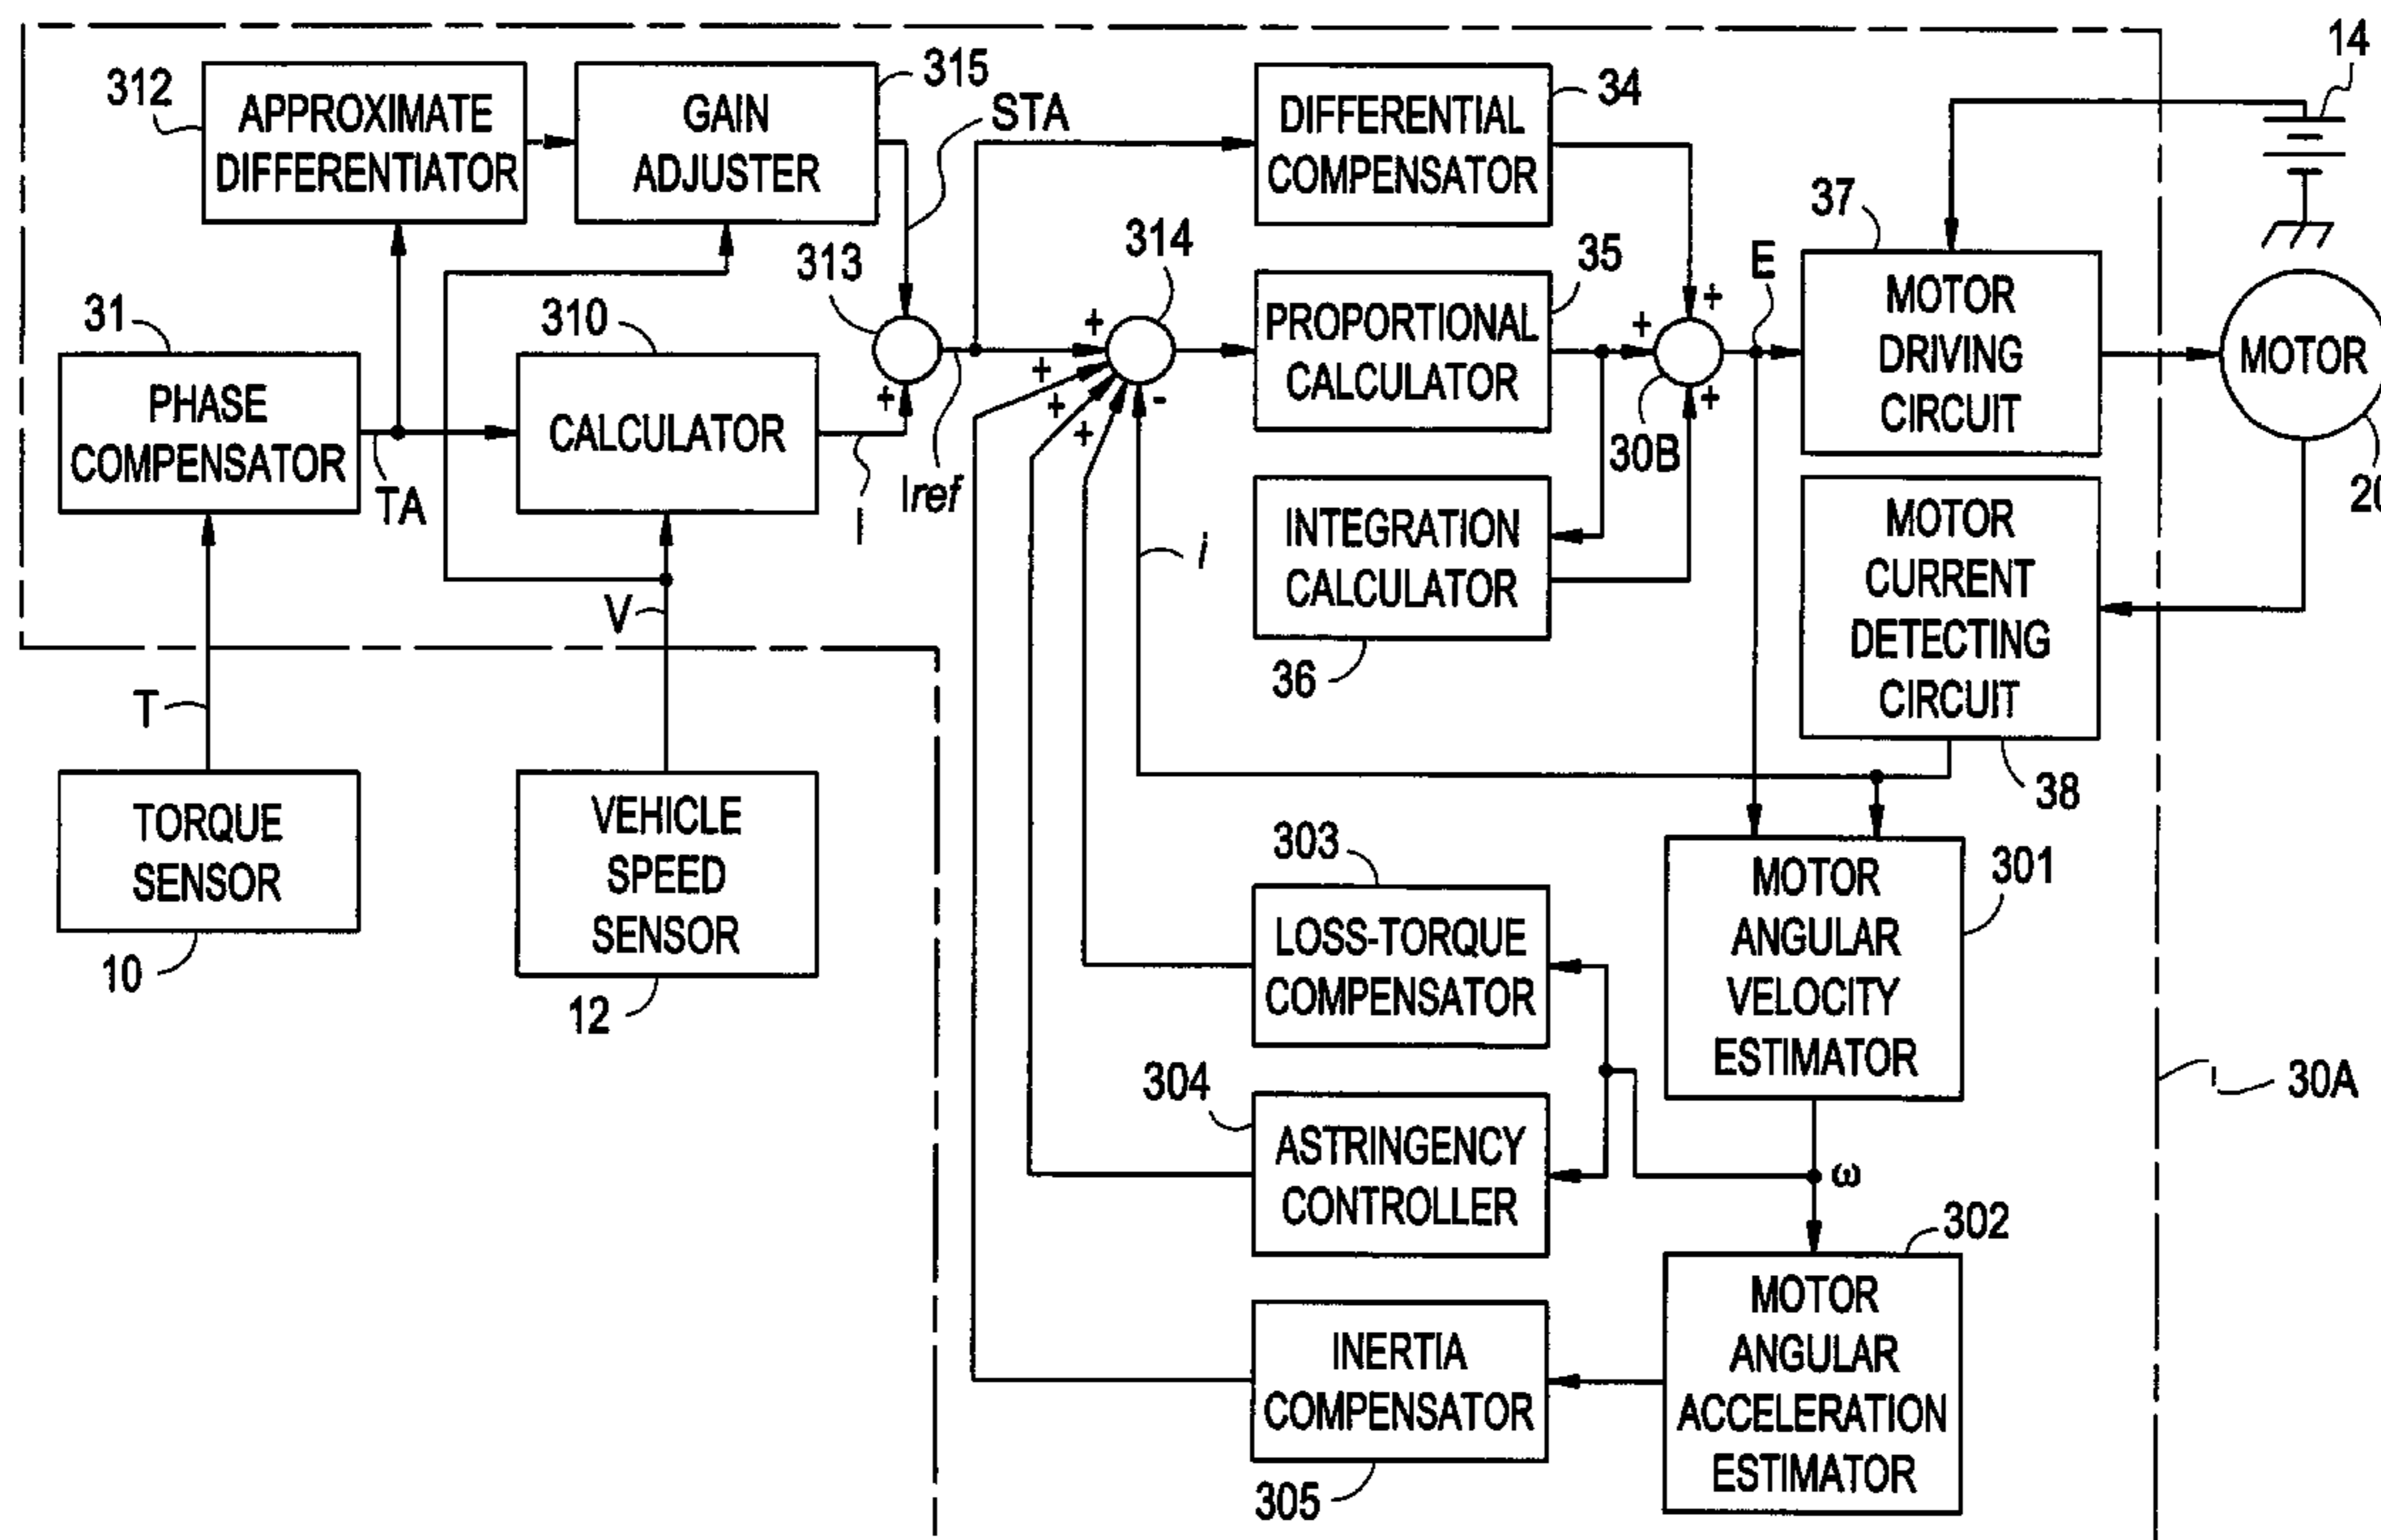 14
312
APPROXIMATE
DIFFERENTIATOR
GAIN
ADJUSTER
315
STA
DIFFERENTIAL
COMPENSATOR
34
37
313
314
35
E
+
31
PHASE
COMPENSATOR
TA
310
CALCULATOR
I
+
Iref
+
+
+
+
-
PROPORTIONAL
CALCULATOR
+
+
30B
MOTOR
DRIVING
CIRCUIT
MOTOR
INTEGRATION
CALCULATOR
36
i
MOTOR
CURRENT
DETECTING
CIRCUIT
38
V
T
TORQUE
SENSOR
10
VEHICLE
SPEED
SENSOR
12
303
LOSS-TORQUE
COMPENSATOR
MOTOR
ANGULAR
VELOCITY
ESTIMATOR
301
304
ASTRINGENCY
CONTROLLER
ω
30A
302
INERTIA
COMPENSATOR
305
MOTOR
ANGULAR
ACCELERATION
ESTIMATOR